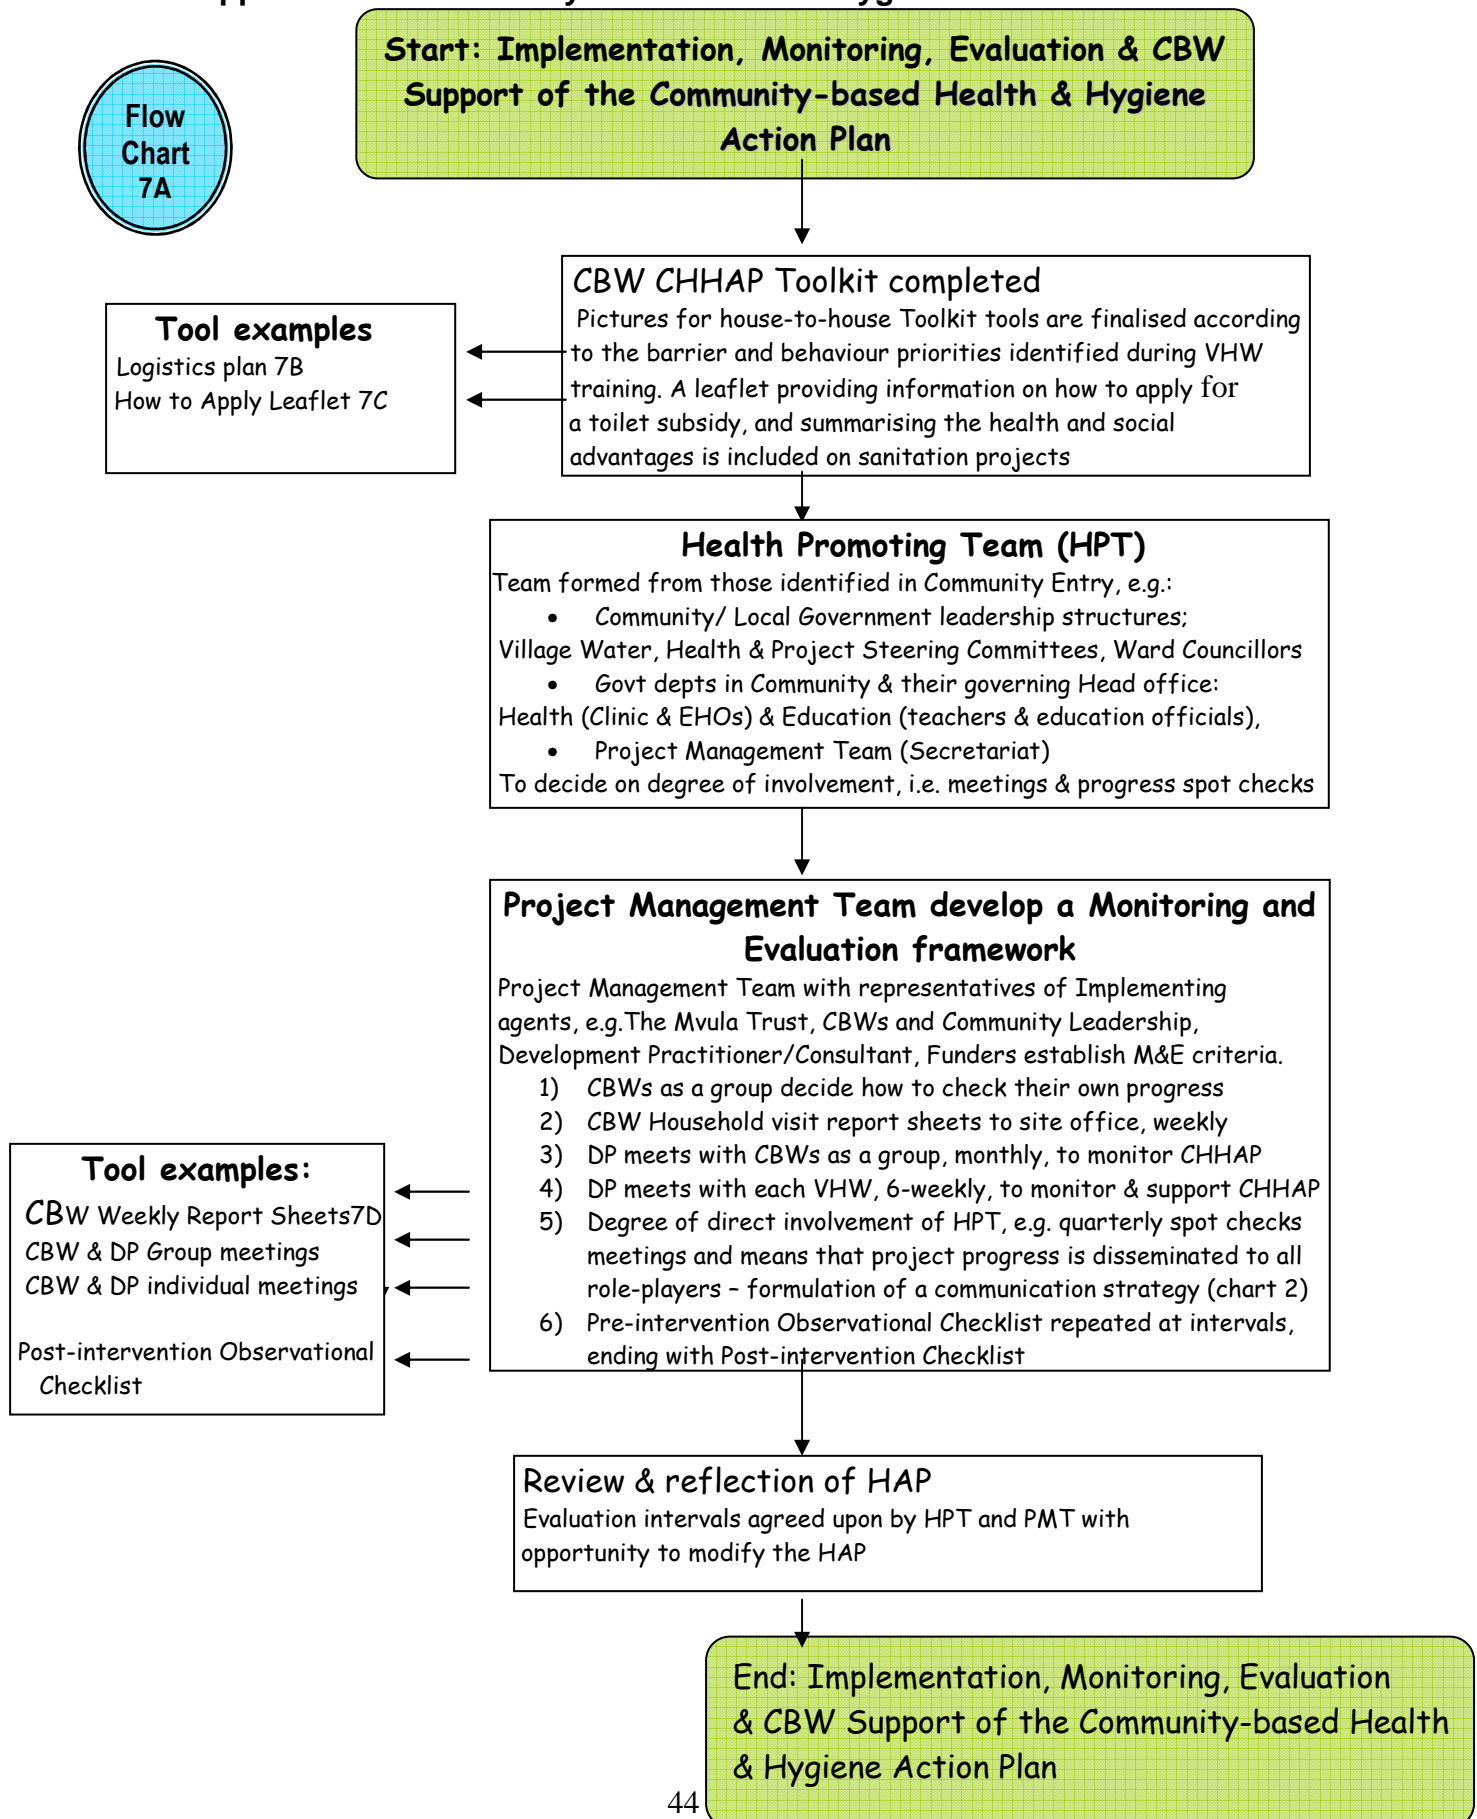 Start: Implementation, Monitoring, Evaluation & CBW
Support of the Community-based Health & Hygiene
Action Plan
Flow
Chart
7A
CBW CHHAP Toolkit completed
Pictures for house-to-house Toolkit tools are finalised according
to the barrier and behaviour priorities identified during VHW
training. A leaflet providing information on how to apply for
a toilet subsidy, and summarising the health and social
advantages is included on sanitation projects
Tool examples
Logistics plan 7B
How to Apply Leaflet 7C
Health Promoting Team (HPT)
Team formed from those identified in Community Entry, e.g.:
• Community/ Local Government leadership structures;
Village Water, Health & Project Steering Committees, Ward Councillors
• Govt depts in Community & their governing Head office:
Health (Clinic & EHOs) & Education (teachers & education officials),
• Project Management Team (Secretariat)
To decide on degree of involvement, i.e. meetings & progress spot checks
Project Management Team develop a Monitoring and
Evaluation framework
Project Management Team with representatives of Implementing
agents, e.g.The Mvula Trust, CBWs and Community Leadership,
Development Practitioner/Consultant, Funders establish M&E criteria.
1) CBWs as a group decide how to check their own progress
2) CBW Household visit report sheets to site office, weekly
3) DP meets with CBWs as a group, monthly, to monitor CHHAP
4) DP meets with each VHW, 6-weekly, to monitor & support CHHAP
5) Degree of direct involvement of HPT, e.g. quarterly spot checks
meetings and means that project progress is disseminated to all
role-players – formulation of a communication strategy (chart 2)
6) Pre-intervention Observational Checklist repeated at intervals,
ending with Post-intervention Checklist
Tool examples:
CBW Weekly Report Sheets7D
CBW & DP Group meetings
CBW & DP individual meetings
Post-intervention Observational
Checklist
Review & reflection of HAP
Evaluation intervals agreed upon by HPT and PMT with
opportunity to modify the HAP
End: Implementation, Monitoring, Evaluation
& CBW Support of the Community-based Health
& Hygiene Action Plan
44